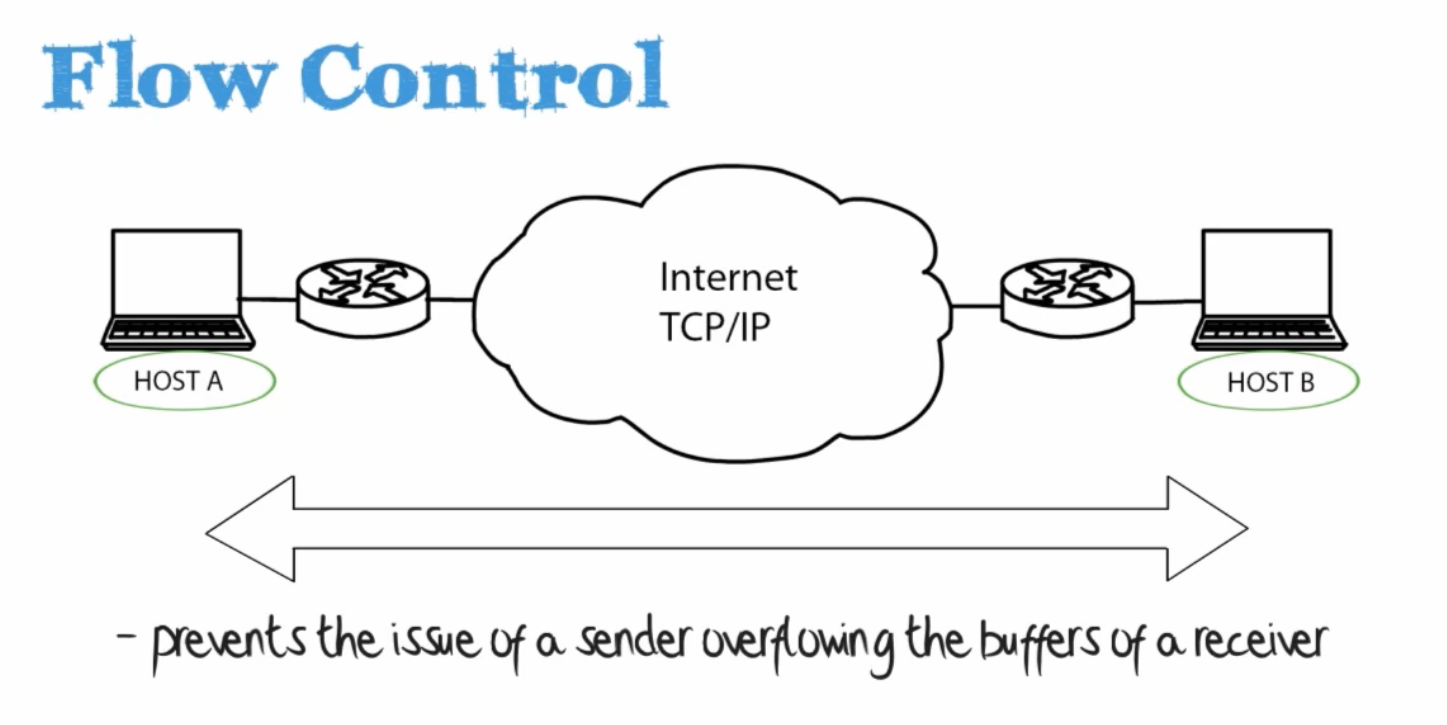 Flow Control
Internet
TCP/IP
HOST A
HOST B
- prevents the issue of a sender overflowing the buffers of a receiver